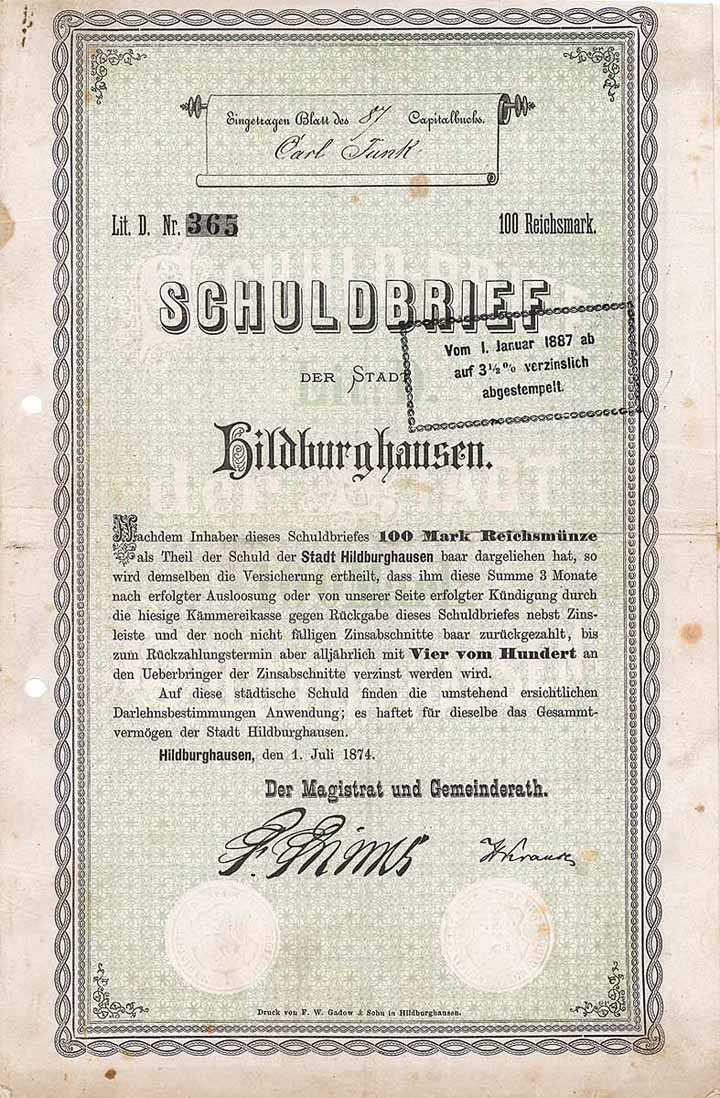 Eingetragen Blatt des 87 Capitalbuchs.
Carl Funk
Lit. D. Nr. 365 100 Reichsmark.
SCHULDBRIEF
Vom 1. Januar 1887 ab
auf 3½% verzinslich
abgestempelt.
DER STADT
Hildburghausen.
Nachdem Inhaber dieses Schuldbriefes 100 Mark Reichsmünze
als Theil der Schuld der Stadt Hildburghausen baar dargeliehen hat, so
wird demselben die Versicherung ertheilt, dass ihm diese Summe 3 Monate
nach erfolgter Ausloosung oder von unserer Seite erfolgter Kündigung durch
die hiesige Kämmereikasse gegen Rückgabe dieses Schuldbriefes nebst Zins-
leiste und der noch nicht fälligen Zinsabschnitte baar zurückgezahlt, bis
zum Rückzahlungstermin aber alljährlich mit Vier vom Hundert an
den Ueberbringer der Zinsabschnitte verzinst werden wird.
Auf diese städtische Schuld finden die umstehend ersichtlichen
Darlehnsbestimmungen Anwendung; es haftet für dieselbe das Gesammt-
vermögen der Stadt Hildburghausen.
Hildburghausen, den 1. Juli 1874.
Der Magistrat und Gemeinderath.
Druck von F. W. Gadow & Sohn in Hildburghausen.